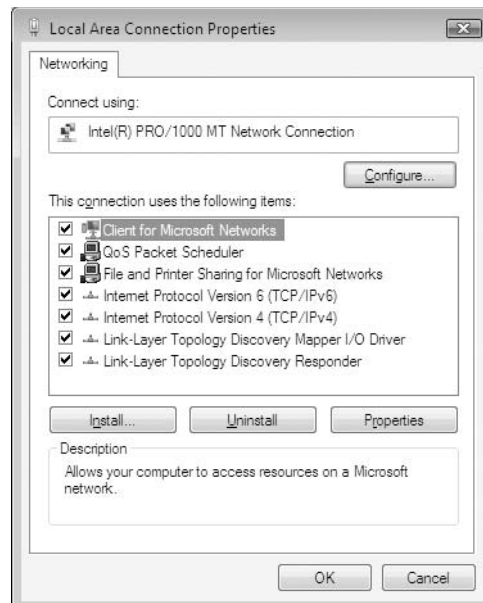 Local Area Connection Properties
Networking
Connect using:
Intel(R) PRO/1000 MT Network Connection
Configure...
This connection uses the following items:
Client for Microsoft Networks
QoS Packet Scheduler
File and Printer Sharing for Microsoft Networks
Internet Protocol Version 6 (TCP/IPv6)
Internet Protocol Version 4 (TCP/IPv4)
Link-Layer Topology Discovery Mapper I/O Driver
Link-Layer Topology Discovery Responder
Install... Uninstall Properties
Description
Allows your computer to access resources on a Microsoft
network.
OK Cancel